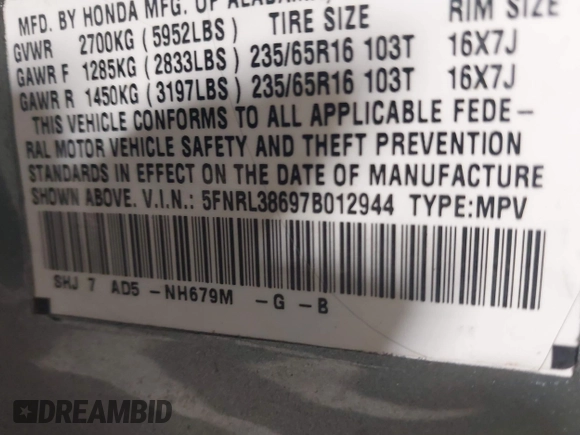 MFD. BY HONDA MFG. OF ALABAMA,
TIRE SIZE RIM SIZE
GVWR 2700KG (5952LBS)
GAWR F 1285KG (2833LBS) 235/65R16 103T 16X7J
GAWR R 1450KG (3197LBS) 235/65R16 103T 16X7J
THIS VEHICLE CONFORMS TO ALL APPLICABLE FEDE-
RAL MOTOR VEHICLE SAFETY AND THEFT PREVENTION
STANDARDS IN EFFECT ON THE DATE OF MANUFACTURE
SHOWN ABOVE. V.I.N.: 5FNRL38697B012944 TYPE:MPV
SHJ 7 AD5 -NH679M -G -B
DREAMBID